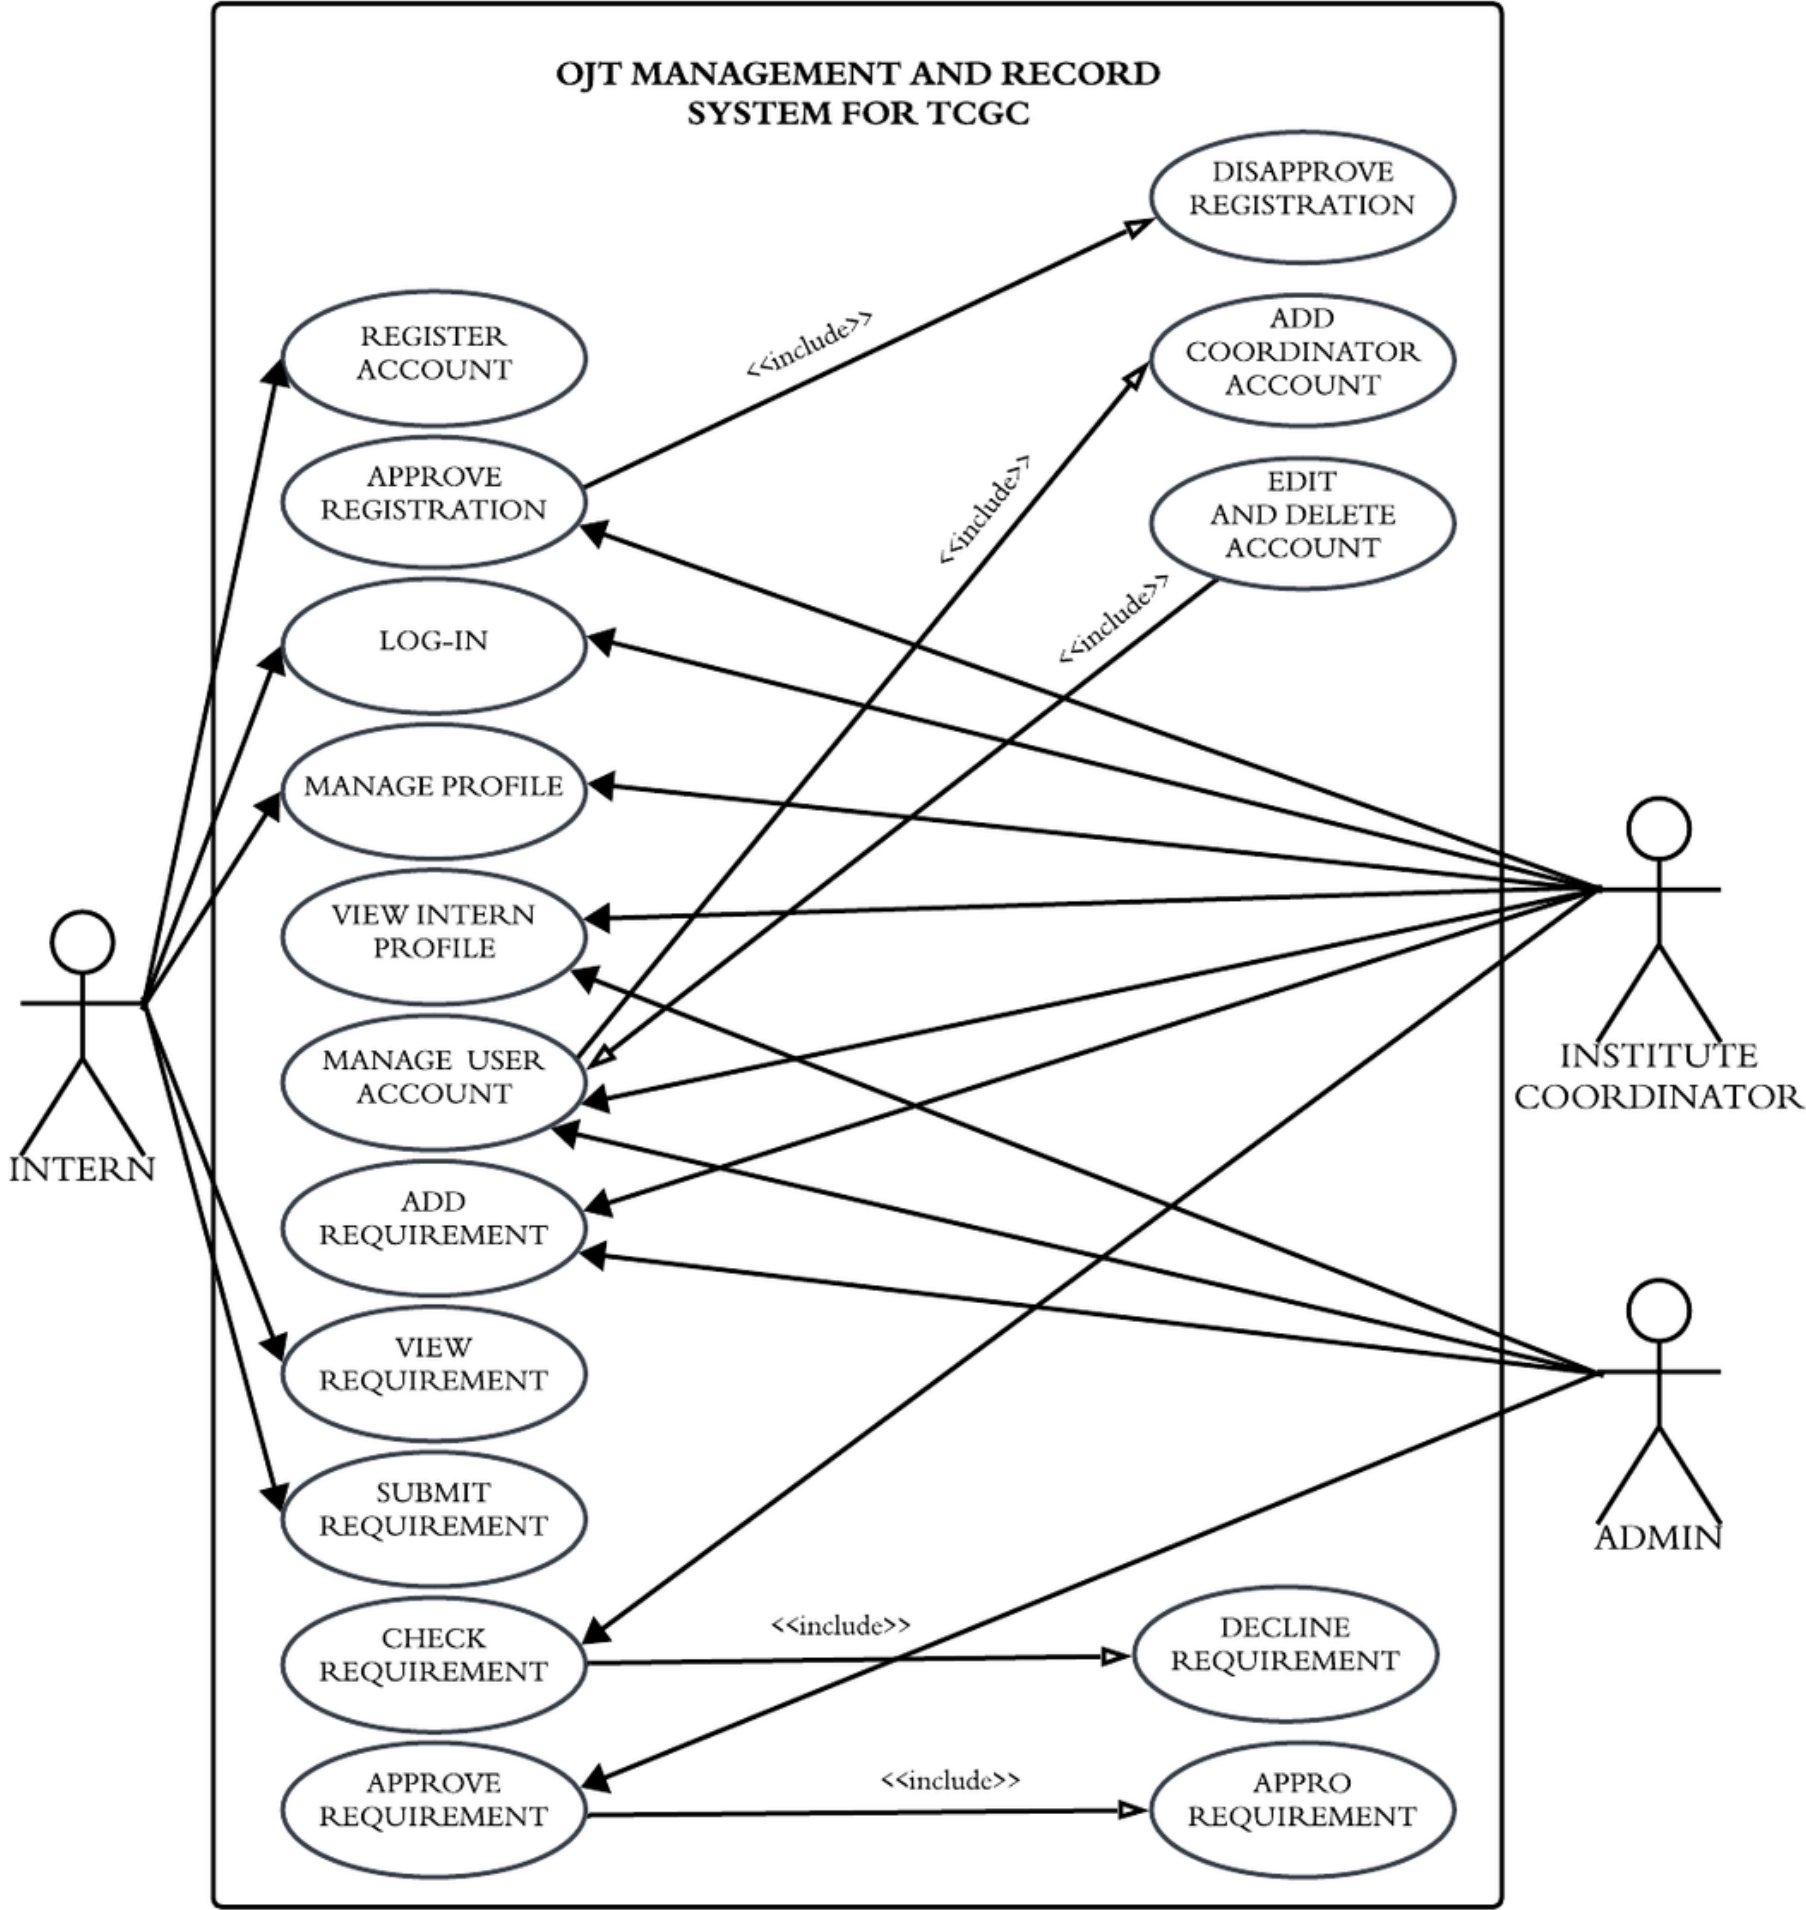 OJT MANAGEMENT AND RECORD
SYSTEM FOR TCGC
DISAPPROVE
REGISTRATION
<<include>>
REGISTER
ACCOUNT
ADD
COORDINATOR
ACCOUNT
<<include>>
APPROVE
REGISTRATION
EDIT
AND DELETE
ACCOUNT
<<include>>
LOG-IN
MANAGE PROFILE
VIEW INTERN
PROFILE
MANAGE USER
ACCOUNT
INSTITUTE
COORDINATOR
INTERN
ADD
REQUIREMENT
VIEW
REQUIREMENT
SUBMIT
REQUIREMENT
ADMIN
CHECK
REQUIREMENT
<<include>>
DECLINE
REQUIREMENT
APPROVE
REQUIREMENT
<<include>>
APPRO
REQUIREMENT